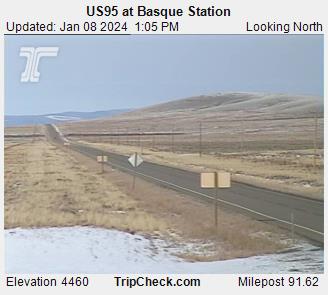 US95 at Basque Station
Updated: Jan 08 2024 1:05 PM Looking North
Elevation 4460 TripCheck.com Milepost 91.62